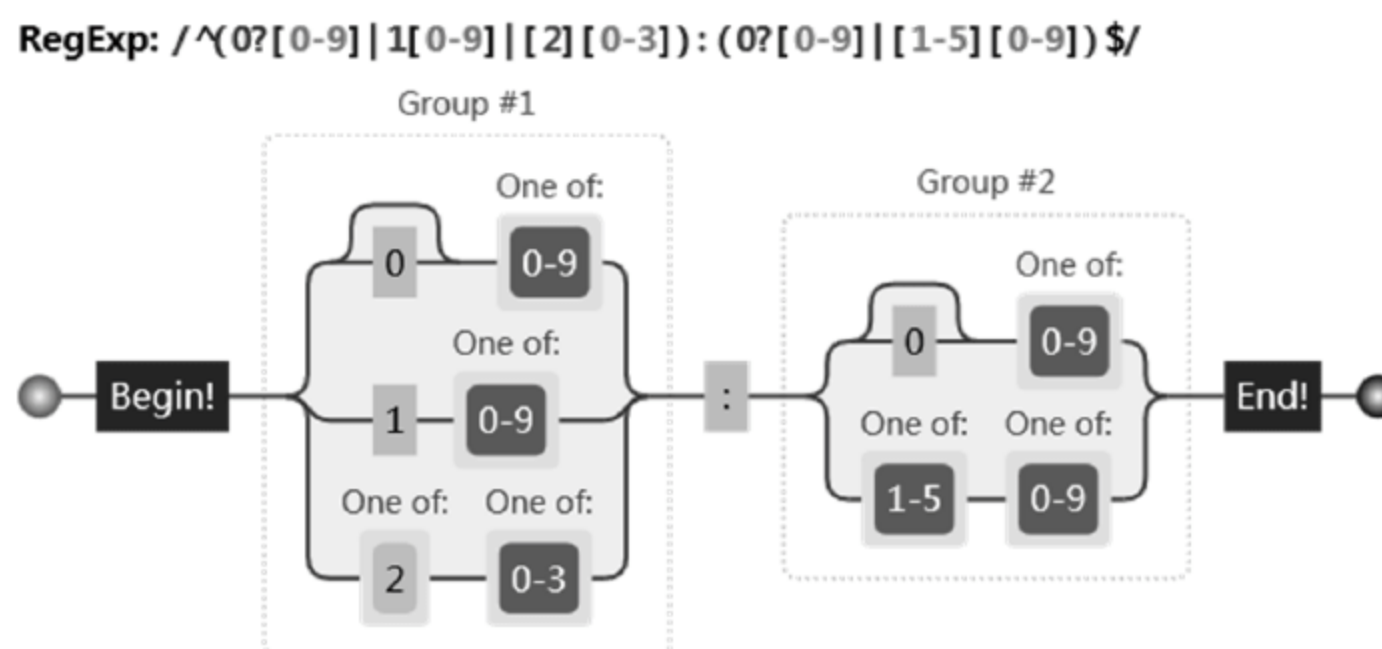 RegExp: /^(0?[0-9]|1[0-9]|[2][0-3]):(0?[0-9]|[1-5][0-9])$/
Group #1
Group #2
One of:
0
0-9
One of:
0
0-9
One of:
1
0-9
Begin!
:
End!
One of:
One of:
1-5
0-9
One of:
One of:
2
0-3